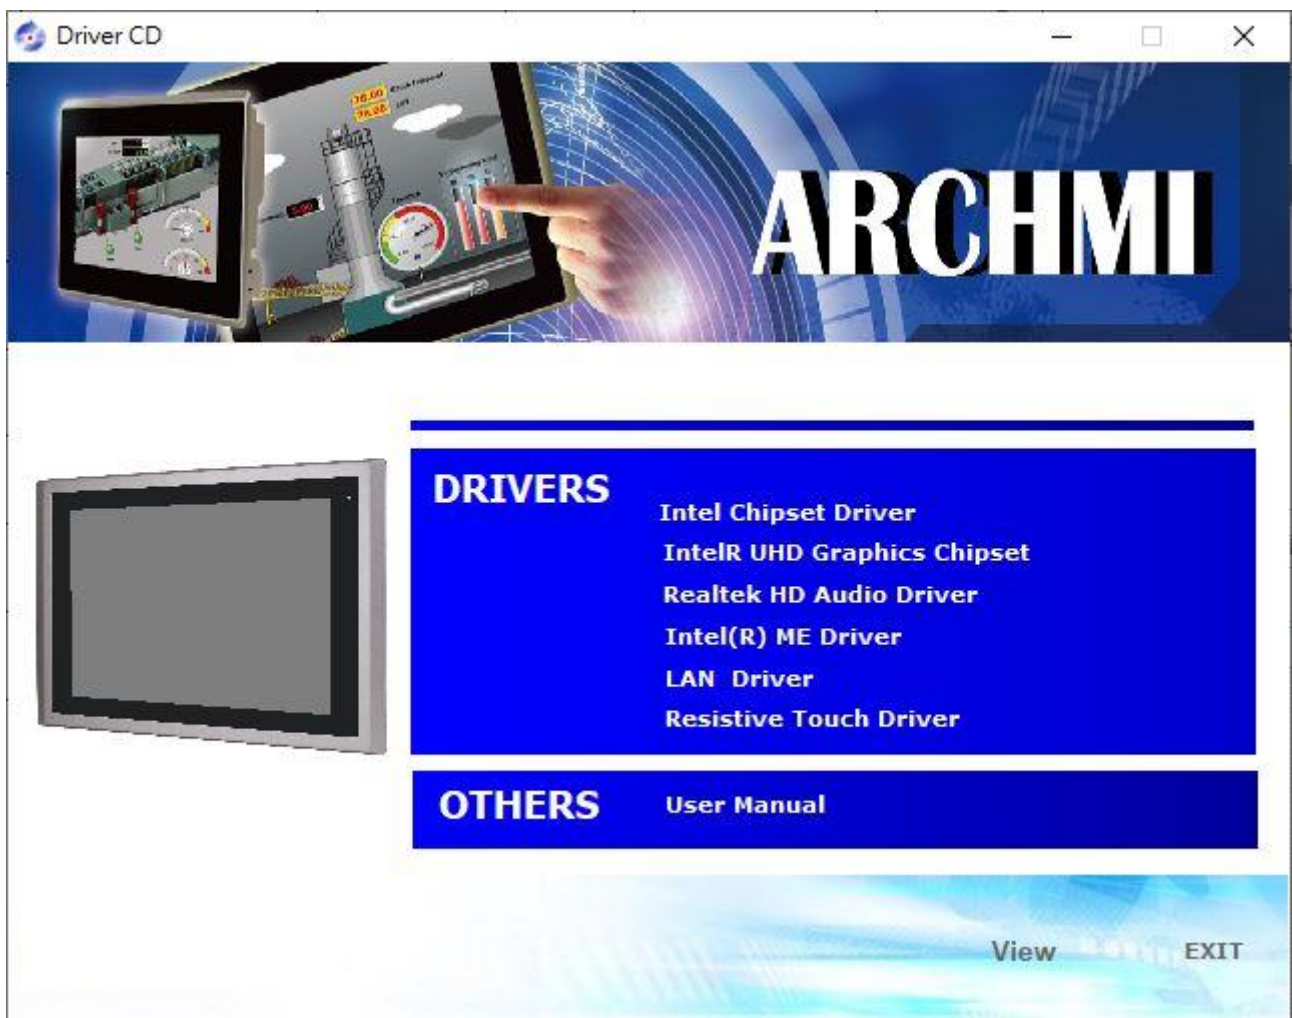 Driver CD
ARCHMI
DRIVERS
Intel Chipset Driver
IntelR UHD Graphics Chipset
Realtek HD Audio Driver
Intel(R) ME Driver
LAN  Driver
Resistive Touch Driver
OTHERS
User Manual
View
EXIT